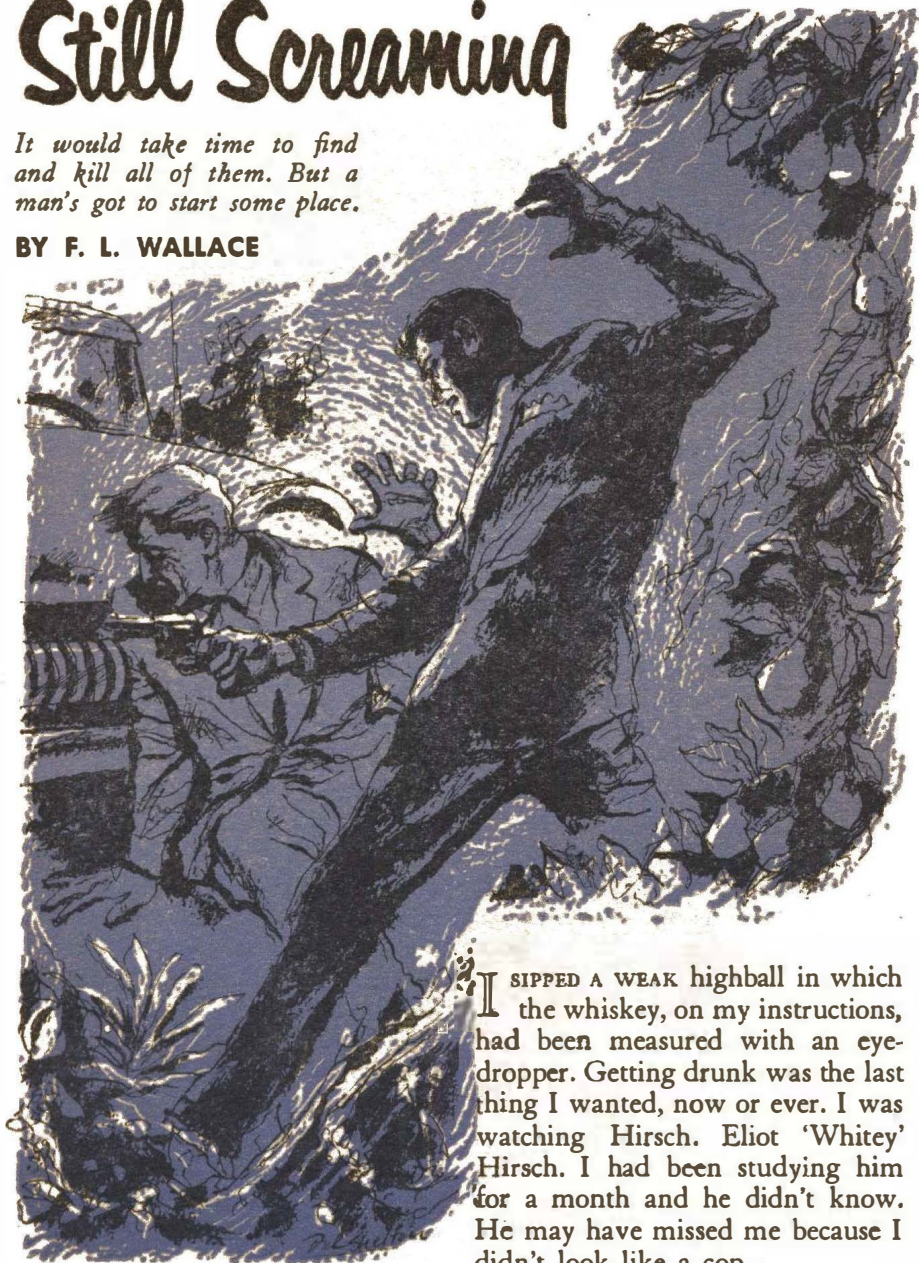 Still Screaming
It would take time to find
and kill all of them. But a
man's got to start some place.
BY F. L. WALLACE
I SIPPED A WEAK highball in which
the whiskey, on my instructions,
had been measured with an eye-
dropper. Getting drunk was the last
thing I wanted, now or ever. I was
watching Hirsch. Eliot 'Whitey'
Hirsch. I had been studying him
for a month and he didn't know.
He may have missed me because I
didn't look like a cop